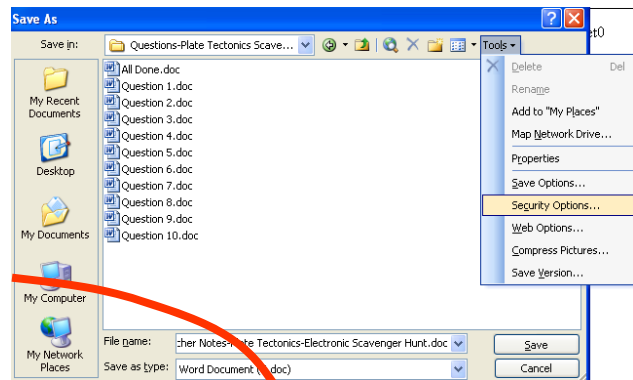 Save As
et0
Save in:
Questions-Plate Tectonics Scave...
Tools
My Recent
Documents
Desktop
My Documents
My Computer
My Network
Places
All Done.doc
Question 1.doc
Question 2.doc
Question 3.doc
Question 4.doc
Question 5.doc
Question 6.doc
Question 7.doc
Question 8.doc
Question 9.doc
Question 10.doc
Delete Del
Rename
Add to "My Places"
Map Network Drive...
Properties
Save Options...
Security Options...
Web Options...
Compress Pictures...
Save Version...
File name:
:her Notes-Plate Tectonics-Electronic Scavenger Hunt.doc
Save
Save as type:
Word Document (*.doc)
Cancel